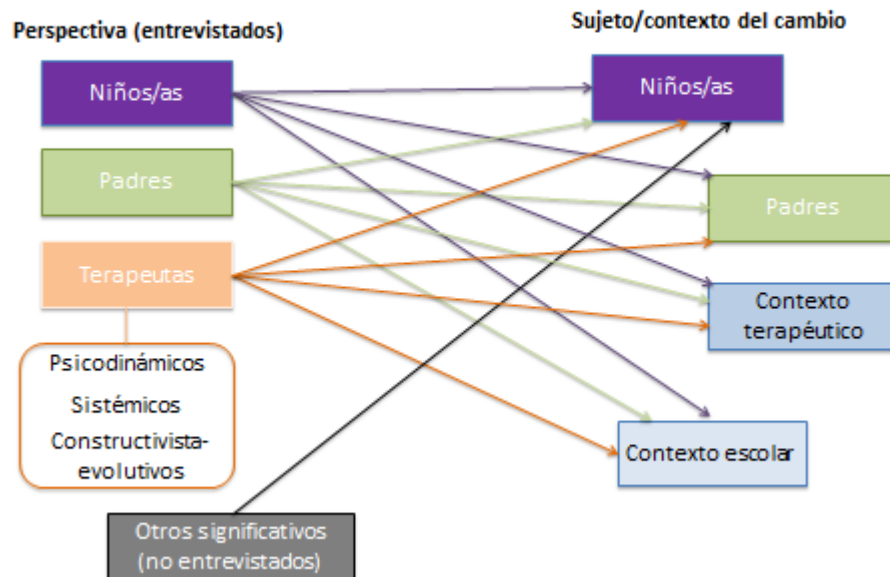 Perspectiva (entrevistados)
Niños/as
Padres
Terapeutas
Psicodinámicos
Sistémicos
Constructivista-
evolutivos
Otros significativos
(no entrevistados)
Sujeto/contexto del cambio
Niños/as
Padres
Contexto
terapéutico
Contexto escolar